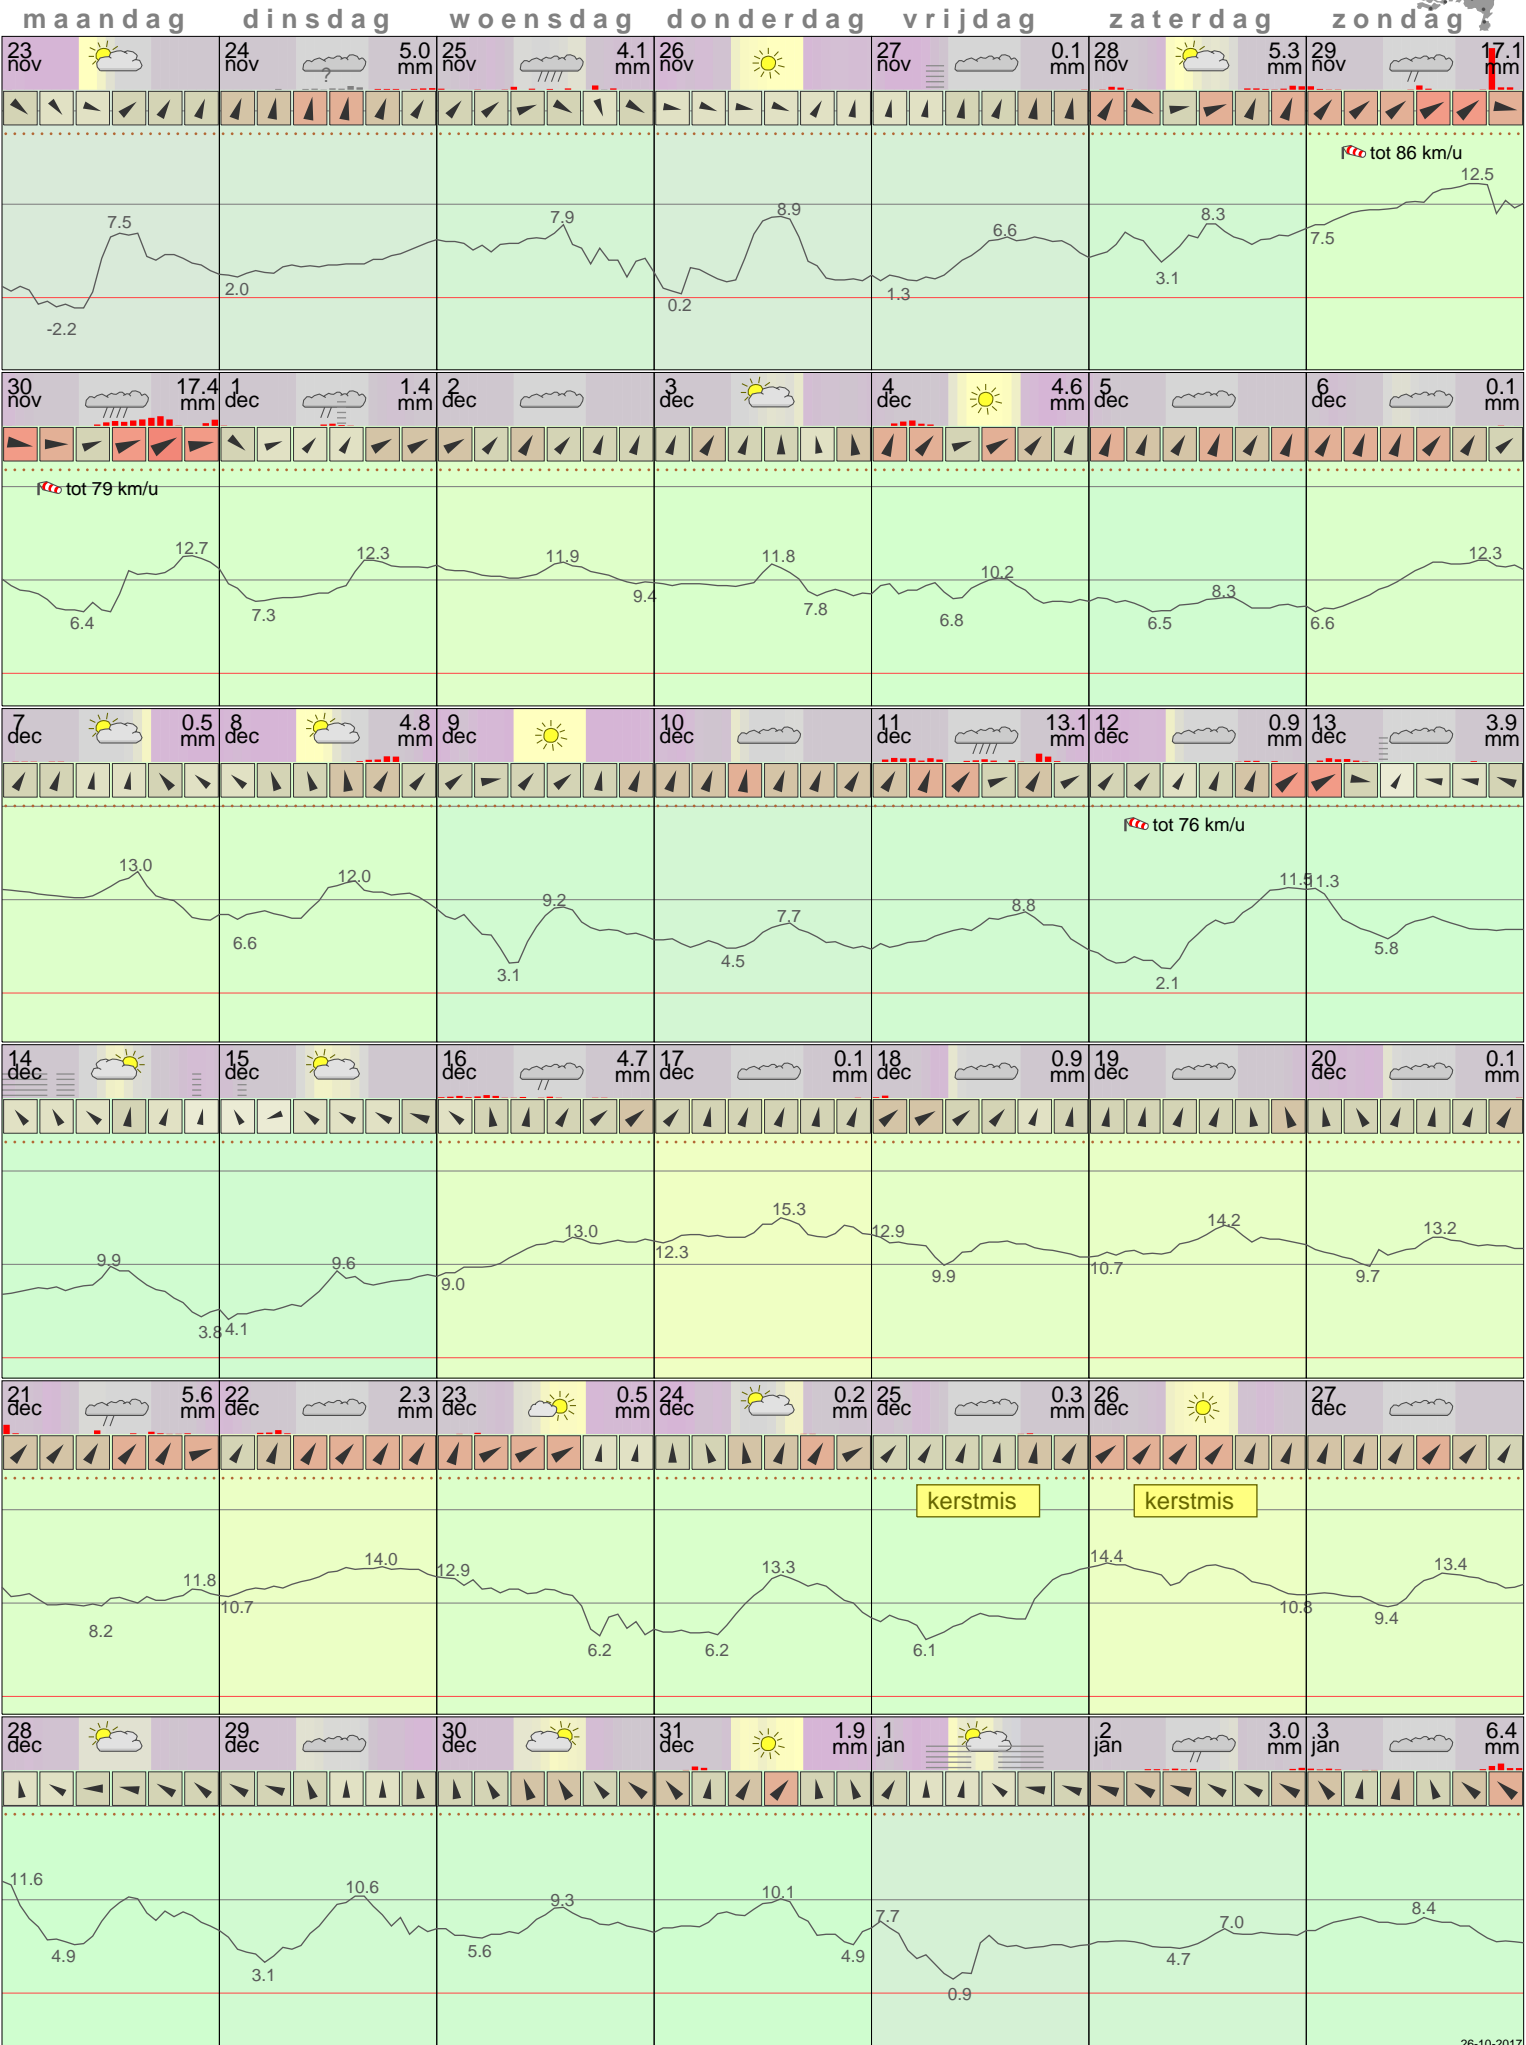 maandag dinsdag woensdag donderdag vrijdag zaterdag zondag
23 nov
24 nov 5.0 mm
25 nov 4.1 mm
26 nov
27 nov 0.1 mm
28 nov 5.3 mm
29 nov 17.1 mm
?
tot 86 km/u
7.5 -2.2
2.0
7.9
8.9 0.2
6.6 1.3
8.3 3.1
12.5 7.5
30 nov 17.4 mm
1 dec 1.4 mm
2 dec
3 dec
4 dec 4.6 mm
5 dec
6 dec 0.1 mm
tot 79 km/u
12.7 6.4
12.3 7.3
11.9 9.4
11.8 7.8
10.2 6.8
8.3 6.5
12.3 6.6
7 dec 0.5 mm
8 dec 4.8 mm
9 dec
10 dec
11 dec 13.1 mm
12 dec 0.9 mm
13 dec 3.9 mm
tot 76 km/u
13.0
12.0 6.6
9.2 3.1
7.7 4.5
8.8
11.5 2.1
11.3 5.8
14 dec
15 dec
16 dec 4.7 mm
17 dec 0.1 mm
18 dec 0.9 mm
19 dec
20 dec 0.1 mm
9.9 3.8
9.6 4.1
13.0 9.0
15.3 12.3
12.9 9.9
14.2 10.7
13.2 9.7
21 dec 5.6 mm
22 dec 2.3 mm
23 dec 0.5 mm
24 dec 0.2 mm
25 dec 0.3 mm
26 dec
27 dec
kerstmis kerstmis
11.8 8.2
14.0 10.7
12.9 6.2
13.3 6.2
6.1
14.4 10.8
13.4 9.4
28 dec
29 dec
30 dec
31 dec 1.9 mm
1 jan
2 jan 3.0 mm
3 jan 6.4 mm
11.6 4.9
10.6 3.1
9.3 5.6
10.1 4.9
7.7 0.9
7.0 4.7
8.4
26-10-2017